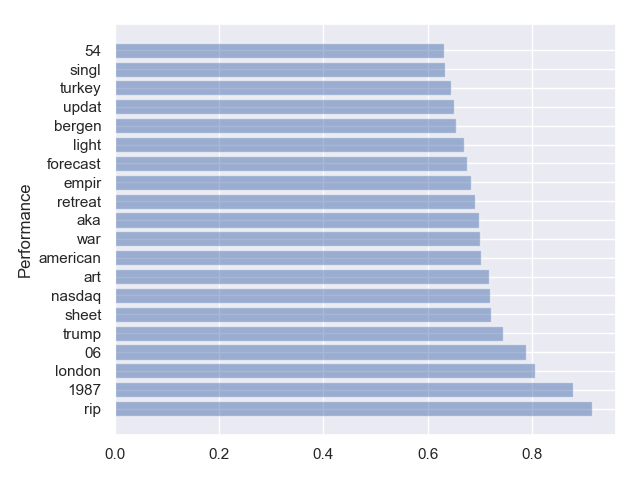 54
singl
turkey
updat
bergen
light
forecast
empir
retreat
aka
war
american
art
nasdaq
sheet
trump
06
london
1987
rip
Performance
0.0 0.2 0.4 0.6 0.8